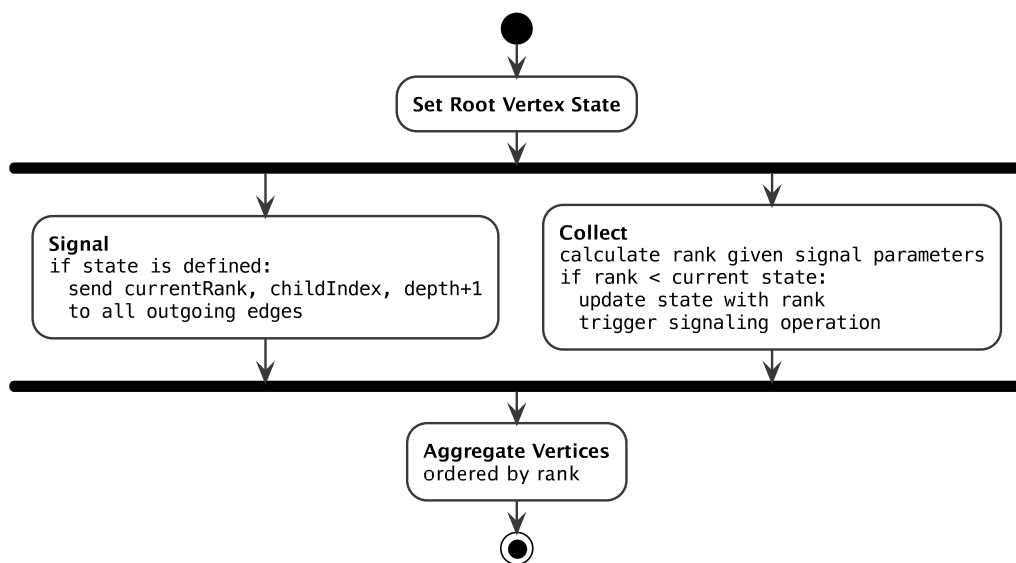 Set Root Vertex State
Signal
if state is defined:
send currentRank, childIndex, depth+1
to all outgoing edges
Collect
calculate rank given signal parameters
if rank < current state:
update state with rank
trigger signaling operation
Aggregate Vertices
ordered by rank